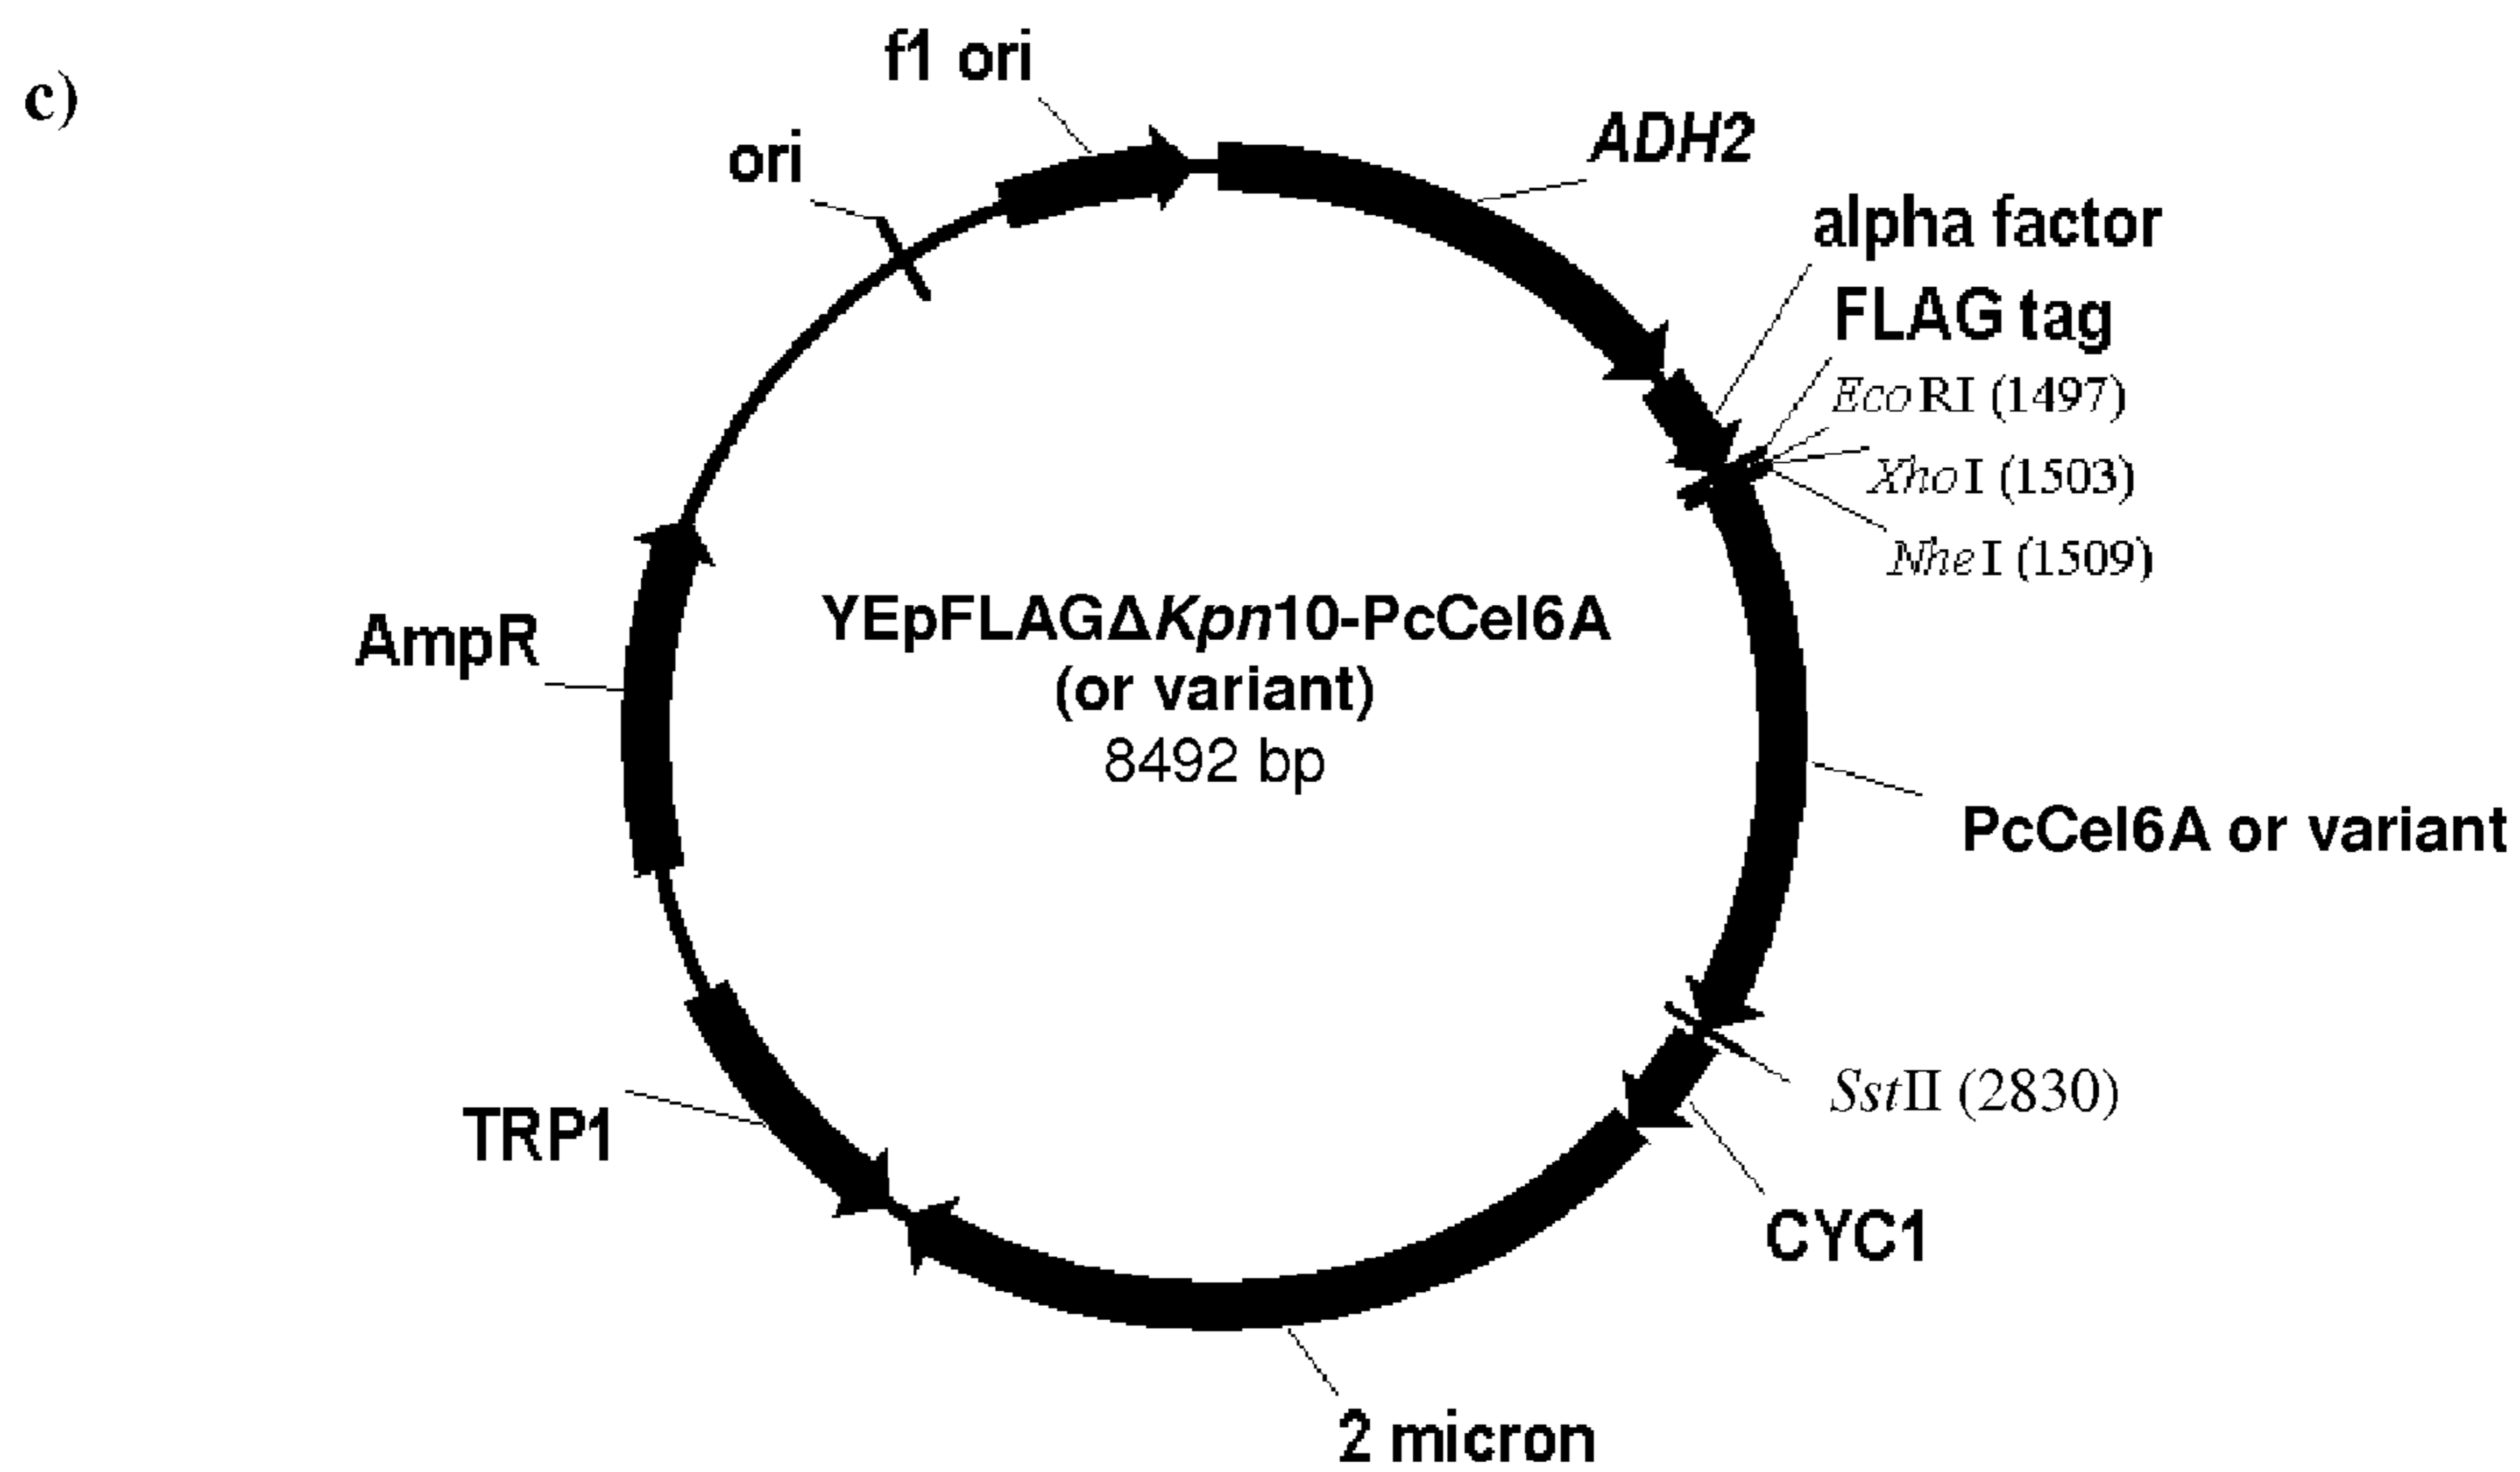 c)
f1 ori
ori
ADH2
alpha factor
FLAG tag
EcoRI (1497)
XhoI (1503)
NheI (1509)
YEpFLAGΔKpn10-PcCel6A
(or variant)
8492 bp
AmpR
PcCel6A or variant
SstII (2830)
TRP1
CYC1
2 micron